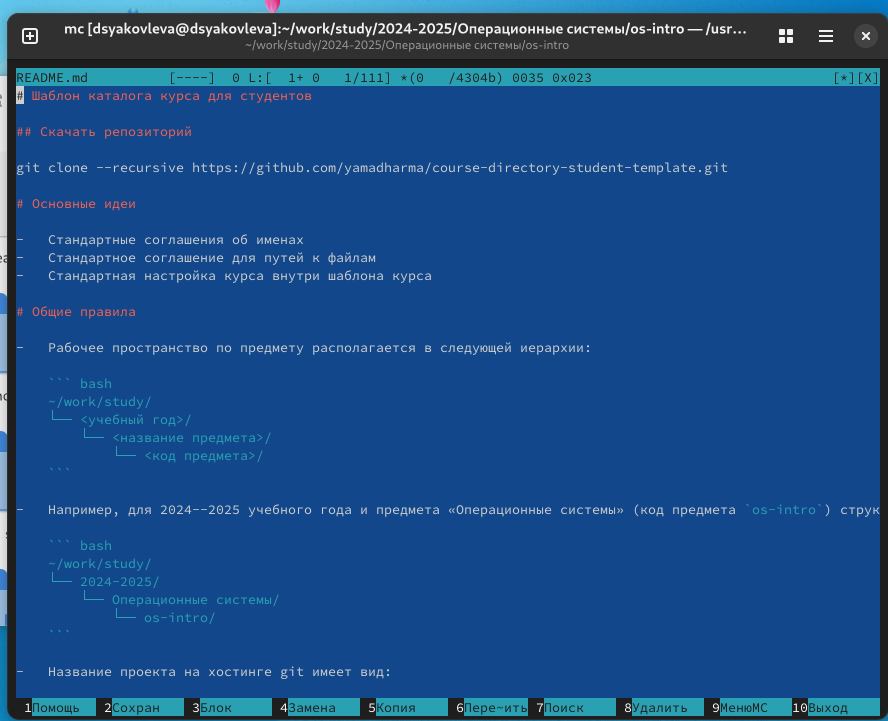 mc [dsyakovleva@dsyakovleva]:~/work/study/2024-2025/Операционные системы/os-intro — /usr...
~/work/study/2024-2025/Операционные системы/os-intro
README.md [----] 0 L:[ 1+ 0 1/111] *(0 /4304b) 0035 0x023 [*][X]
# Шаблон каталога курса для студентов
## Скачать репозиторий
git clone --recursive https://github.com/yamadharma/course-directory-student-template.git
# Основные идеи
- Стандартные соглашения об именах
- Стандартное соглашение для путей к файлам
- Стандартная настройка курса внутри шаблона курса
# Общие правила
- Рабочее пространство по предмету располагается в следующей иерархии:
``` bash
~/work/study/
└── <учебный год>/
└── <название предмета>/
└── <код предмета>/
```
- Например, для 2024--2025 учебного года и предмета «Операционные системы» (код предмета `os-intro`) струк
``` bash
~/work/study/
└── 2024-2025/
└── Операционные системы/
└── os-intro/
```
- Название проекта на хостинге git имеет вид:
1Помощь 2Сохран 3Блок 4Замена 5Копия 6Пере~ить 7Поиск 8Удалить 9МенюMC 10Выход